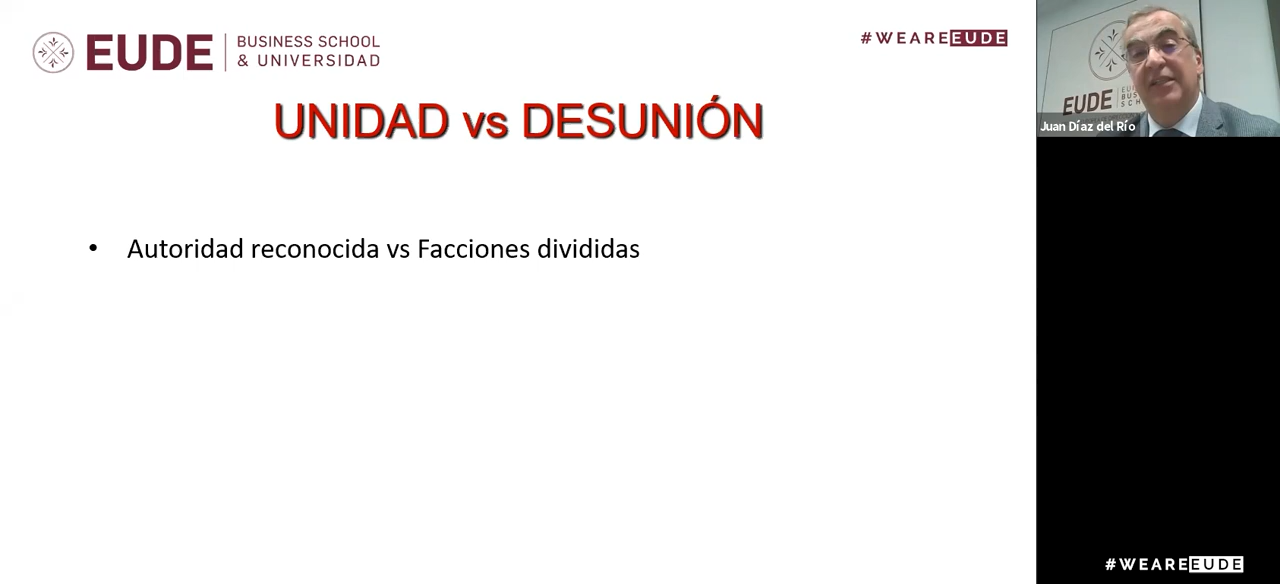 EUDE
BUSINESS SCHOOL
& UNIVERSIDAD
#WEAREEUDE
UNIDAD vs DESUNIÓN
• Autoridad reconocida vs Facciones divididas
EUDE
Juan Díaz del Río
#WEAREEUDE